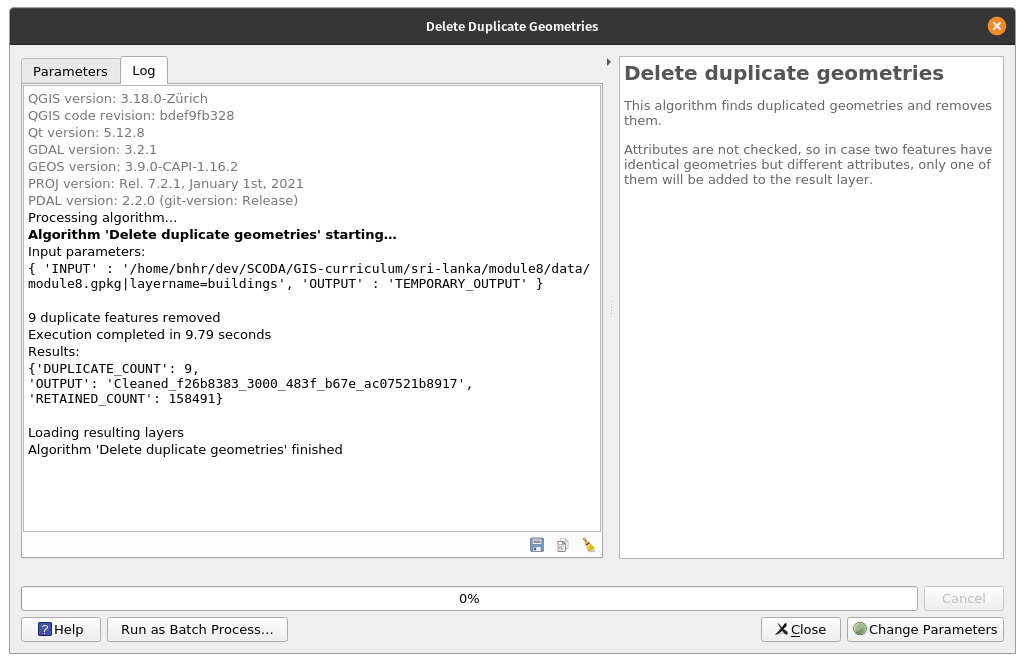 Delete Duplicate Geometries
Parameters
Log
QGIS version: 3.18.0-Zürich
QGIS code revision: bdef9fb328
Qt version: 5.12.8
GDAL version: 3.2.1
GEOS version: 3.9.0-CAPI-1.16.2
PROJ version: Rel. 7.2.1, January 1st, 2021
PDAL version: 2.2.0 (git-version: Release)
Processing algorithm…
Algorithm 'Delete duplicate geometries' starting…
Input parameters:
{ 'INPUT' : '/home/bnhr/dev/SCODA/GIS-curriculum/sri-lanka/module8/data/
module8.gpkg|layername=buildings', 'OUTPUT' : 'TEMPORARY_OUTPUT' }
9 duplicate features removed
Execution completed in 9.79 seconds
Results:
{'DUPLICATE_COUNT': 9,
'OUTPUT': 'Cleaned_f26b8383_3000_483f_b67e_ac07521b8917',
'RETAINED_COUNT': 158491}
Loading resulting layers
Algorithm 'Delete duplicate geometries' finished
Delete duplicate geometries
This algorithm finds duplicated geometries and removes
them.
Attributes are not checked, so in case two features have
identical geometries but different attributes, only one of
them will be added to the result layer.
0%
Cancel
? Help
Run as Batch Process…
Close
Change Parameters